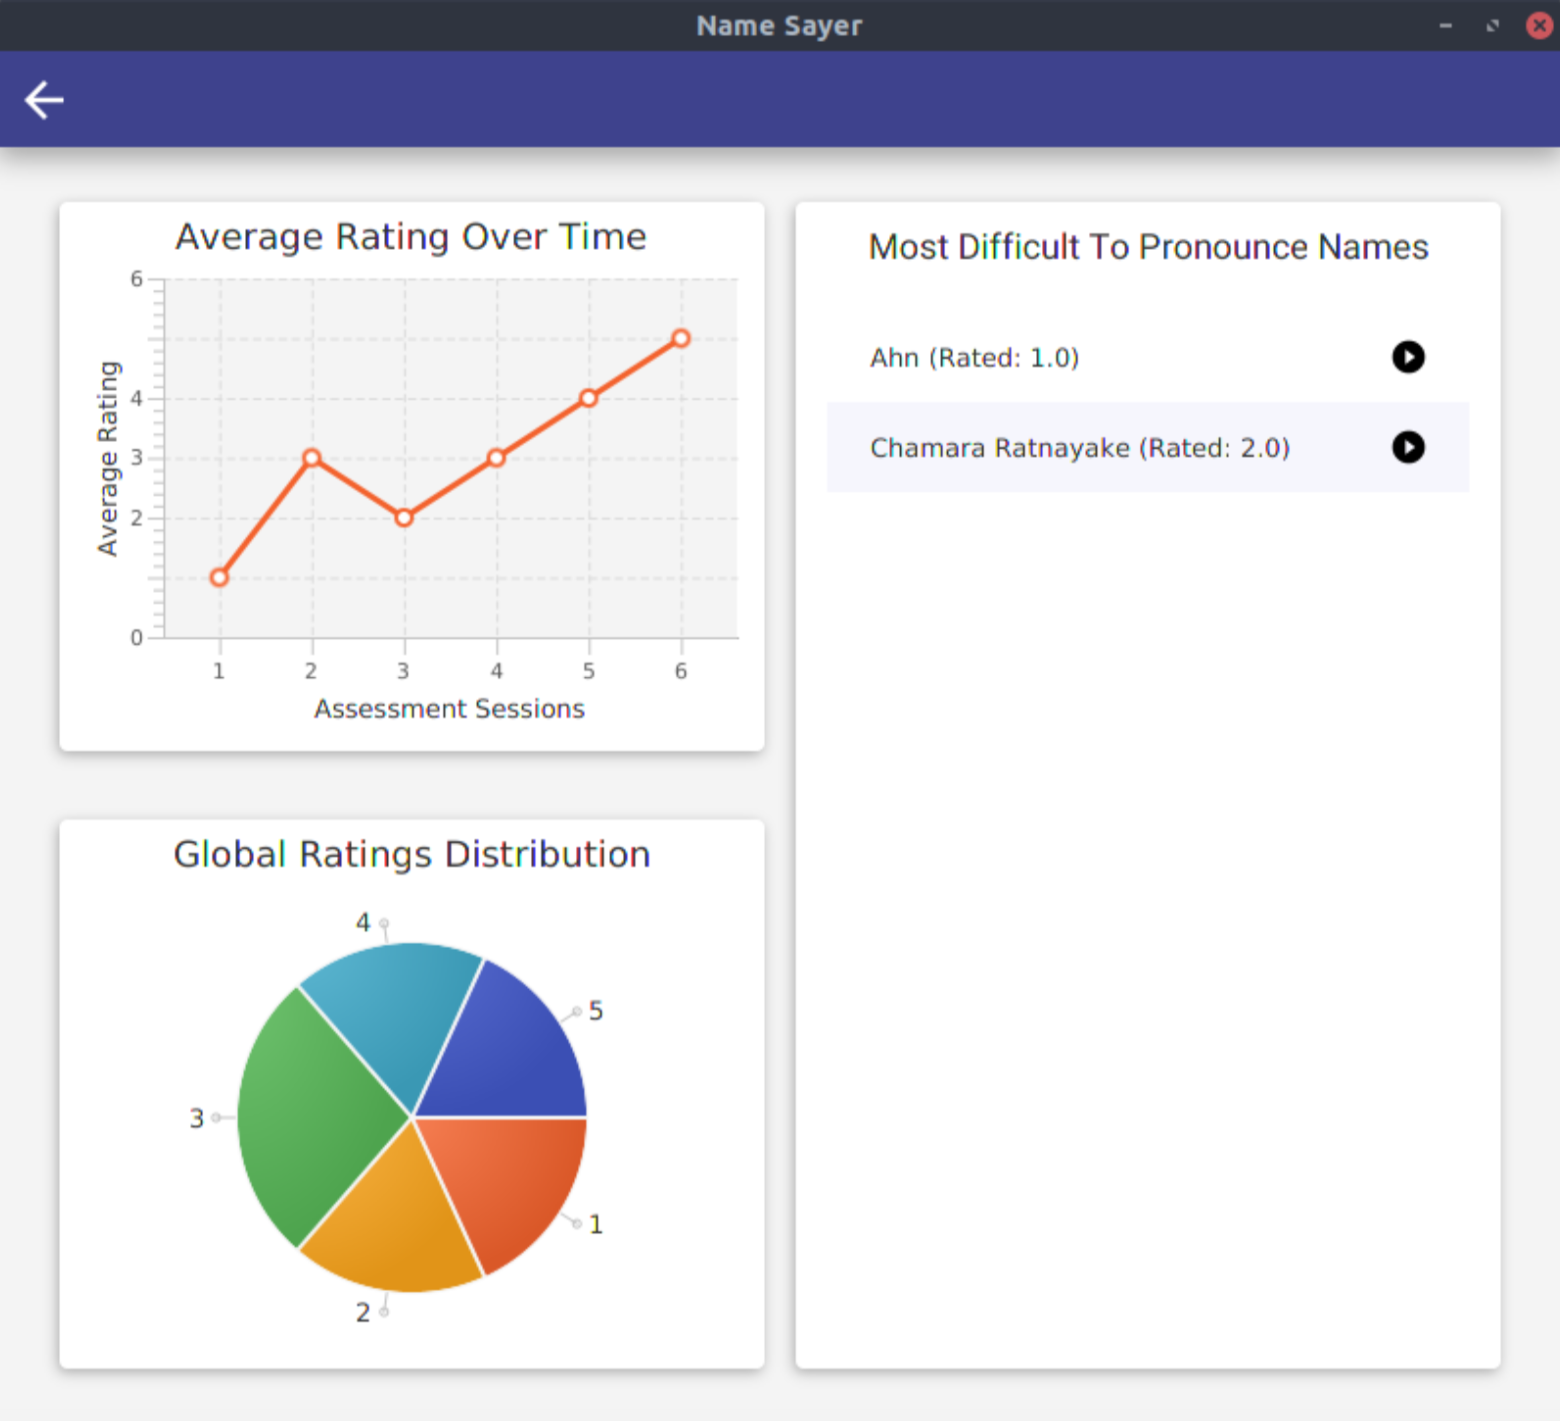 Name Sayer
Average Rating Over Time
6
4
3
2
0
Average Rating
1 2 3 4 5 6
Assessment Sessions
Global Ratings Distribution
4
5
3
1
2
Most Difficult To Pronounce Names
Ahn (Rated: 1.0)
Chamara Ratnayake (Rated: 2.0)